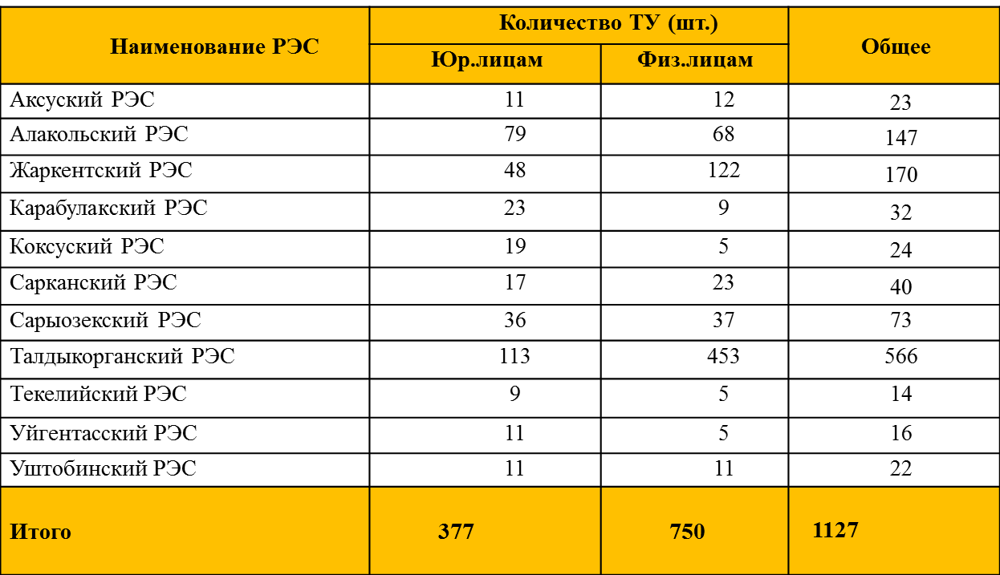 Наименование РЭС Количество ТУ (шт.) Общее
Юр.лицам Физ.лицам
Аксуский РЭС 11 12 23
Алакольский РЭС 79 68 147
Жаркентский РЭС 48 122 170
Карабулакский РЭС 23 9 32
Коксуский РЭС 19 5 24
Сарканский РЭС 17 23 40
Сарыозекский РЭС 36 37 73
Талдыкорганский РЭС 113 453 566
Текелийский РЭС 9 5 14
Уйгентасский РЭС 11 5 16
Уштобинский РЭС 11 11 22
Итого 377 750 1127